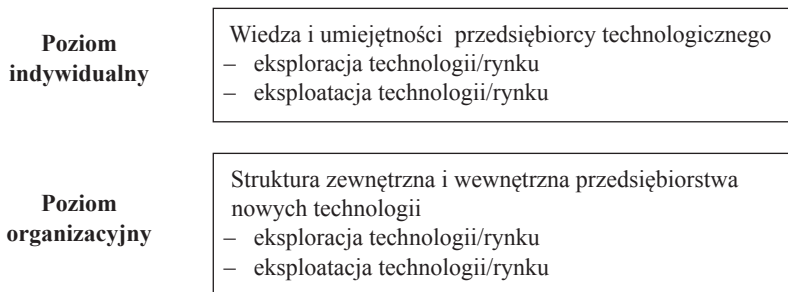 Poziom
indywidualny
Wiedza i umiejętności przedsiębiorcy technologicznego
– eksploracja technologii/rynku
– eksploatacja technologii/rynku
Poziom
organizacyjny
Struktura zewnętrzna i wewnętrzna przedsiębiorstwa
nowych technologii
– eksploracja technologii/rynku
– eksploatacja technologii/rynku